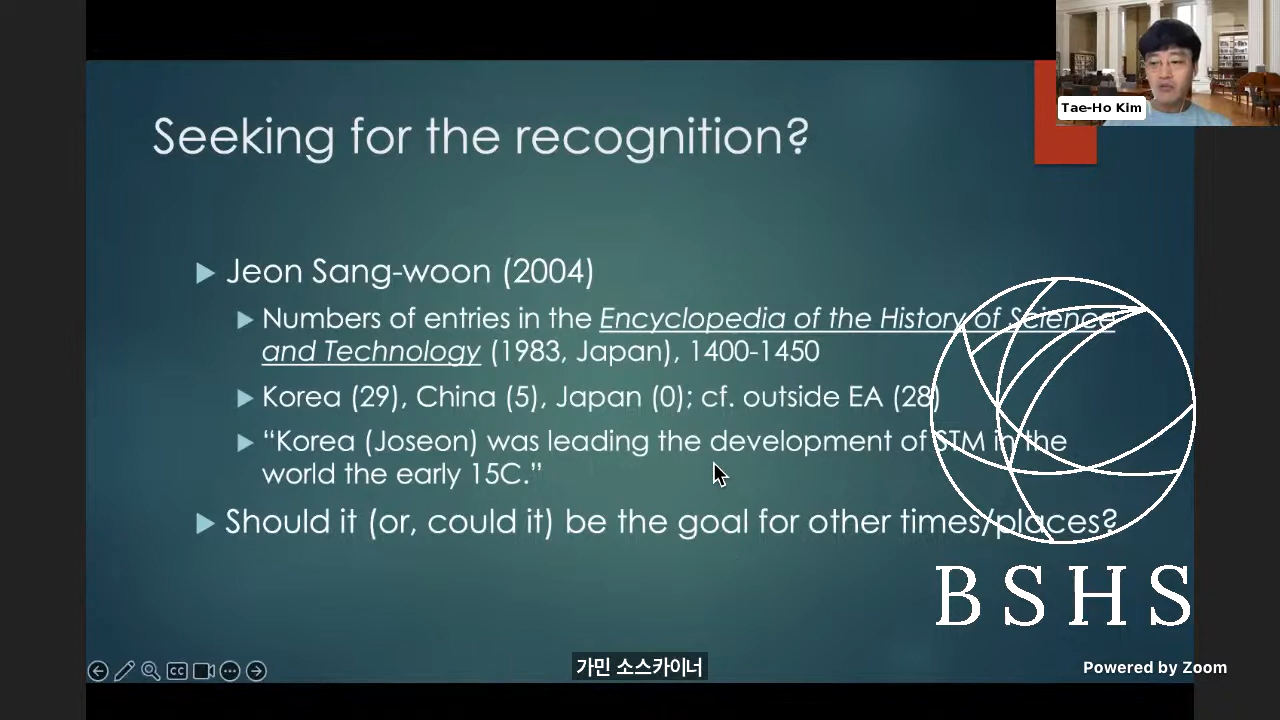 Tae-Ho Kim
Seeking for the recognition?
Jeon Sang-woon (2004)
Numbers of entries in the Encyclopedia of the History of Science
and Technology (1983, Japan), 1400-1450
Korea (29), China (5), Japan (0); cf. outside EA (28)
“Korea (Joseon) was leading the development of STM in the
world the early 15C.”
Should it (or, could it) be the goal for other times/places?
BSHS
CC
가민 소스카이너
Powered by Zoom